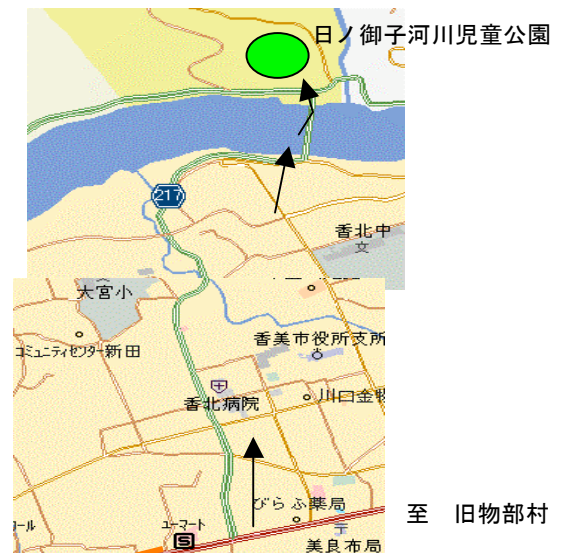 日ノ御子河川児童公園
217
香北中
文
大宮小
コミュニティセンター新田
香美市役所支所
川口金物
香北病院
びらふ薬局
至 旧物部村
ユーマート
S
美良布局